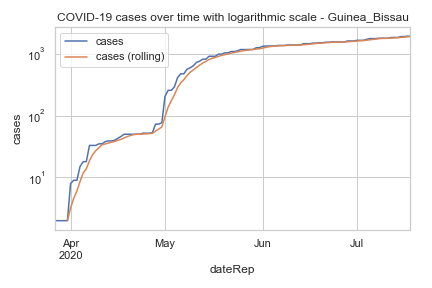 COVID-19 cases over time with logarithmic scale - Guinea_Bissau
cases
cases (rolling)
10³
10²
10¹
cases
Apr
2020
May
Jun
Jul
dateRep